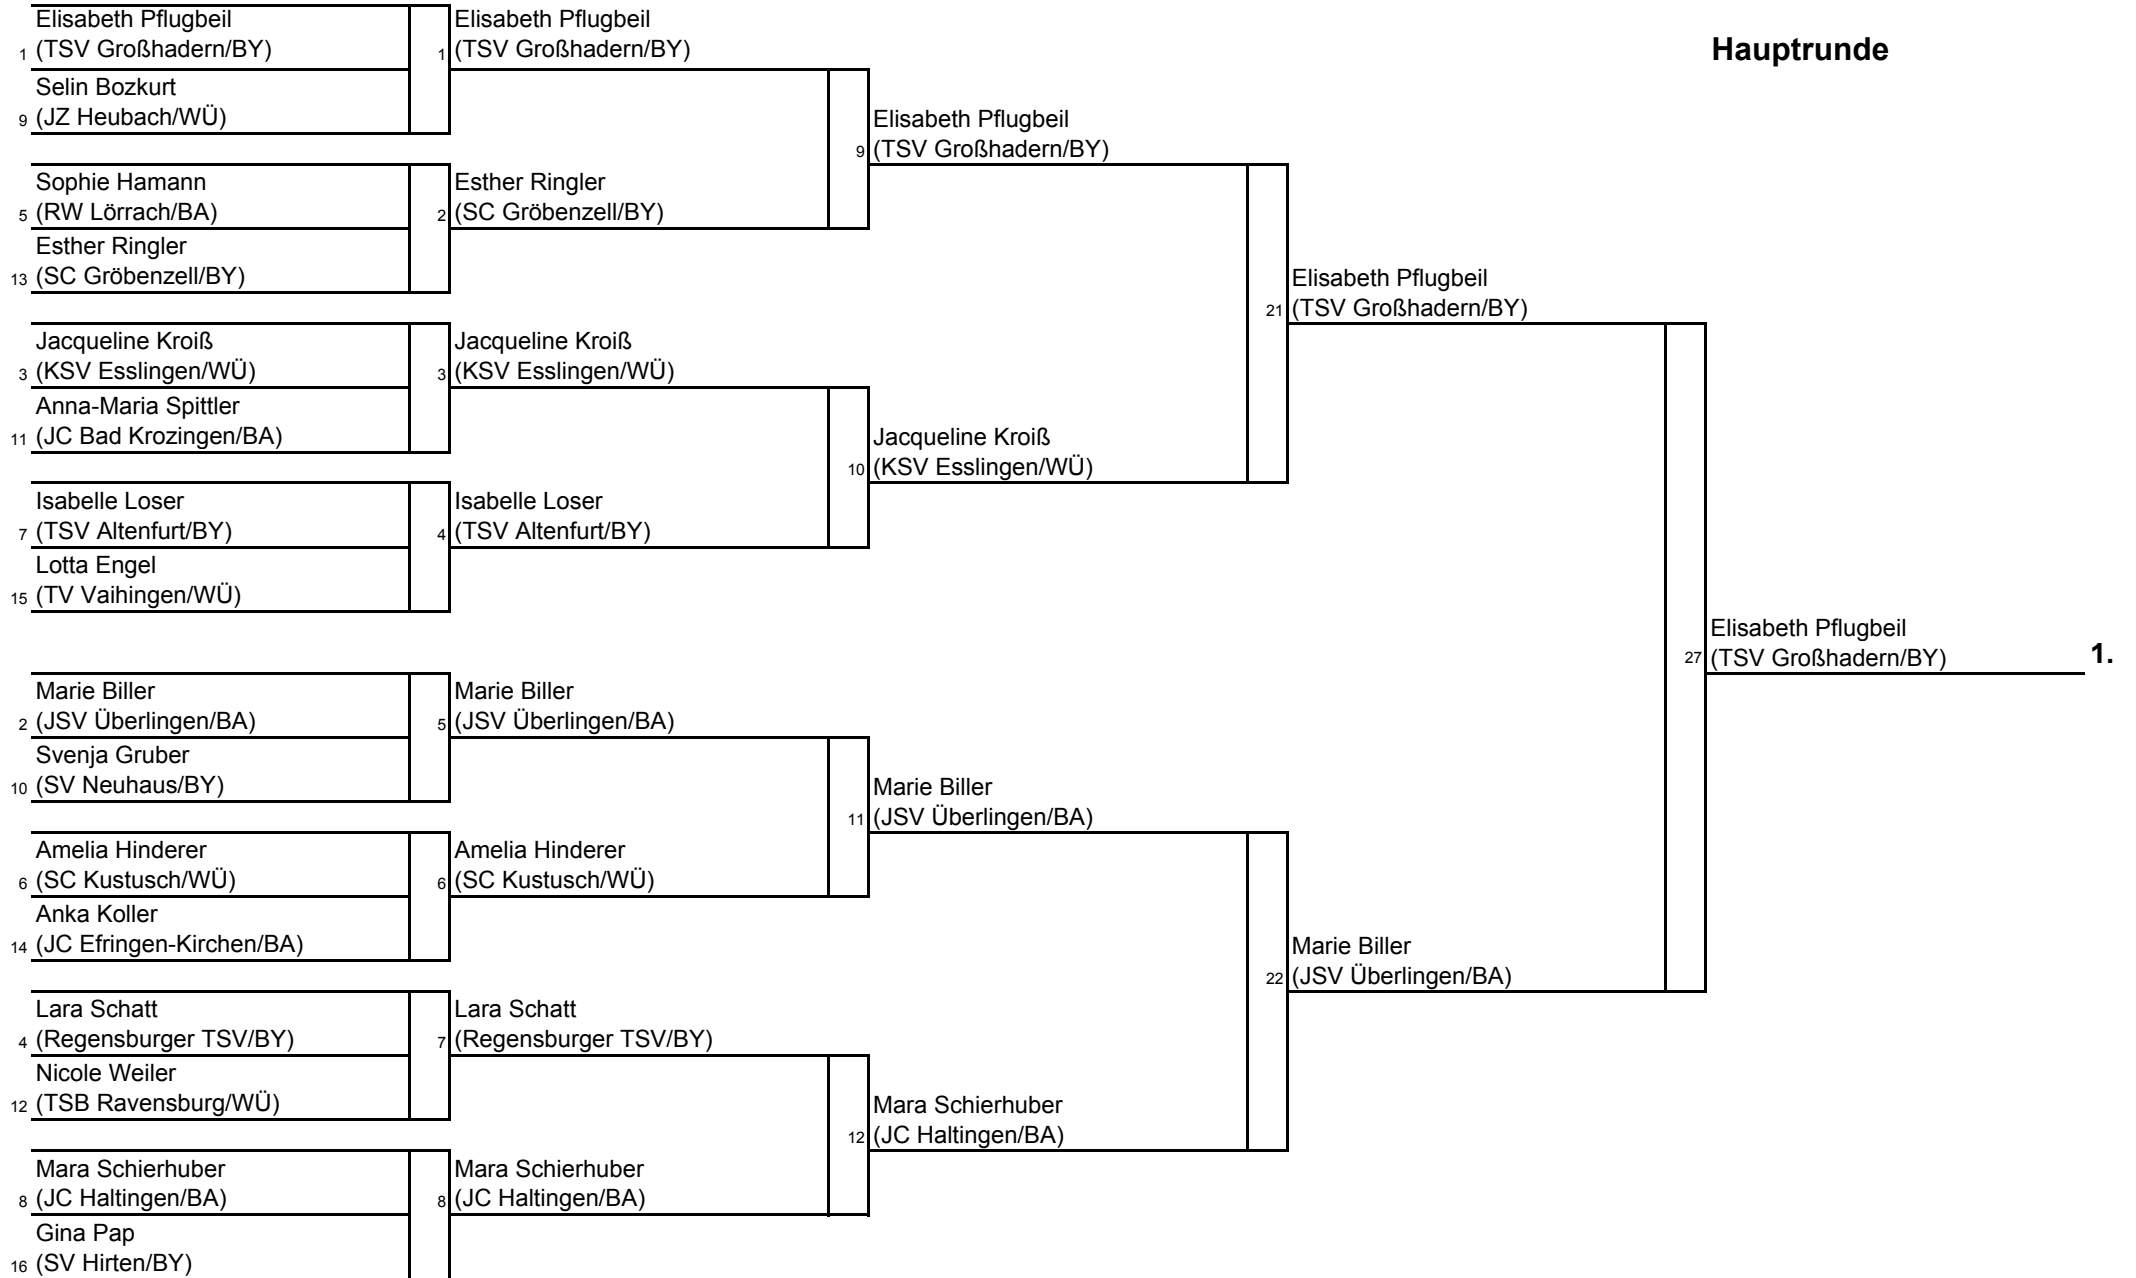 Hauptrunde
Elisabeth Pflugbeil
1 (TSV Großhadern/BY)
Selin Bozkurt
9 (JZ Heubach/WÜ)
Sophie Hamann
5 (RW Lörrach/BA)
Esther Ringler
13 (SC Gröbenzell/BY)
Jacqueline Kroiß
3 (KSV Esslingen/WÜ)
Anna-Maria Spittler
11 (JC Bad Krozingen/BA)
Isabelle Loser
7 (TSV Altenfurt/BY)
Lotta Engel
15 (TV Vaihingen/WÜ)
Marie Biller
2 (JSV Überlingen/BA)
Svenja Gruber
10 (SV Neuhaus/BY)
Amelia Hinderer
6 (SC Kustusch/WÜ)
Anka Koller
14 (JC Efringen-Kirchen/BA)
Lara Schatt
4 (Regensburger TSV/BY)
Nicole Weiler
12 (TSB Ravensburg/WÜ)
Mara Schierhuber
8 (JC Haltingen/BA)
Gina Pap
16 (SV Hirten/BY)
Elisabeth Pflugbeil
1 (TSV Großhadern/BY)
Esther Ringler
2 (SC Gröbenzell/BY)
Jacqueline Kroiß
3 (KSV Esslingen/WÜ)
Isabelle Loser
4 (TSV Altenfurt/BY)
Marie Biller
5 (JSV Überlingen/BA)
Amelia Hinderer
6 (SC Kustusch/WÜ)
Lara Schatt
7 (Regensburger TSV/BY)
Mara Schierhuber
8 (JC Haltingen/BA)
Elisabeth Pflugbeil
9 (TSV Großhadern/BY)
Jacqueline Kroiß
10 (KSV Esslingen/WÜ)
Marie Biller
11 (JSV Überlingen/BA)
Mara Schierhuber
12 (JC Haltingen/BA)
Elisabeth Pflugbeil
21 (TSV Großhadern/BY)
Marie Biller
22 (JSV Überlingen/BA)
Elisabeth Pflugbeil
27 (TSV Großhadern/BY) 1.